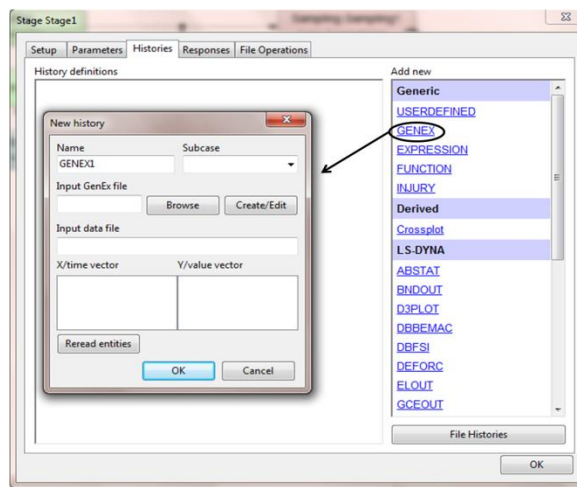 Stage Stage1
Sampling Sampling1
Setup Parameters Histories Responses File Operations
History definitions
Add new
Generic
USERDEFINED
GENEX
EXPRESSION
FUNCTION
INJURY
Derived
Crossplot
LS-DYNA
ABSTAT
BNDOUT
D3PLOT
DBBEMAC
DBFSI
DEFORC
ELOUT
GCEOUT
File Histories
OK
New history
Name Subcase
GENEX1
Input GenEx file
Browse Create/Edit
Input data file
X/time vector Y/value vector
Reread entities
OK Cancel